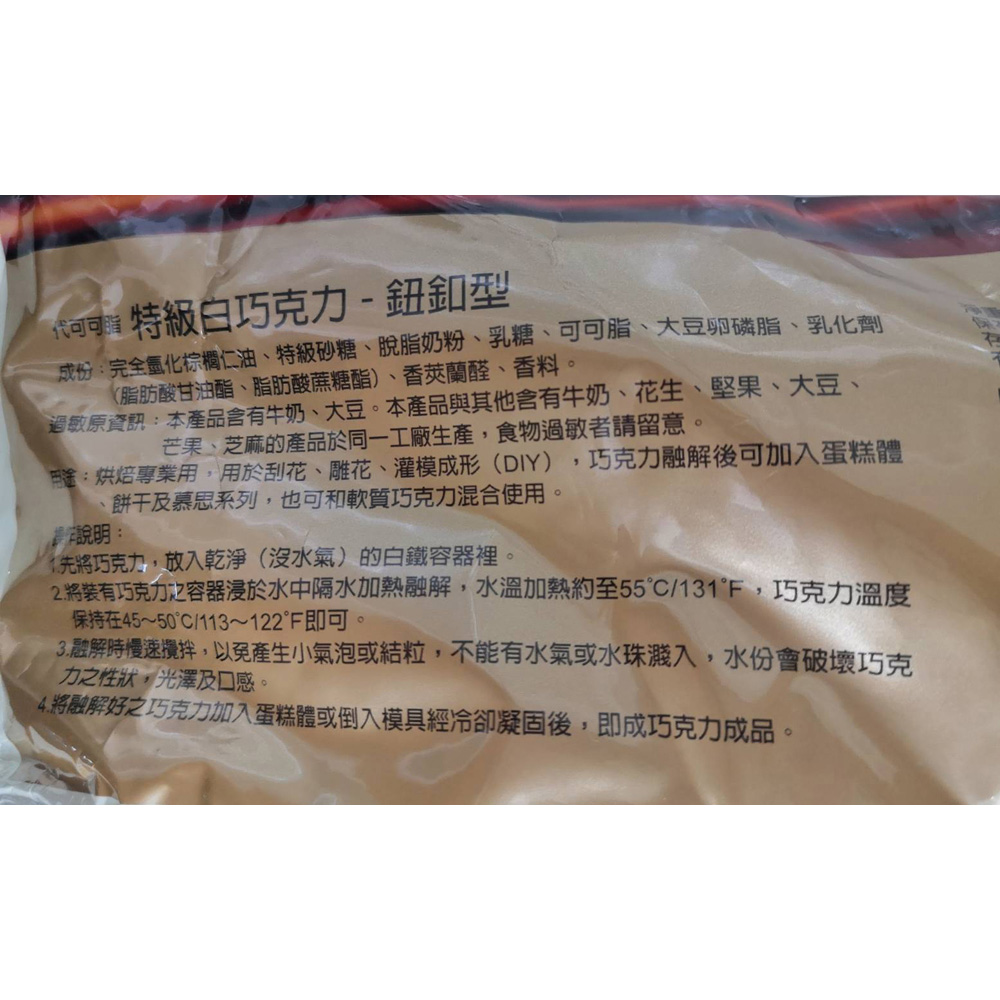 代可可脂 特級白巧克力 - 鈕釦型
成份：完全氫化棕櫚仁油、特級砂糖、脫脂奶粉、乳糖、可可脂、大豆卵磷脂、乳化劑
（脂肪酸甘油酯、脂肪酸蔗糖酯）、香莢蘭醛、香料。
過敏原資訊：本產品含有牛奶、大豆。本產品與其他含有牛奶、花生、堅果、大豆、
芒果、芝麻的產品於同一工廠生產，食物過敏者請留意。
用途：烘焙專業用，用於刮花、雕花、灌模成形（DIY），巧克力融解後可加入蛋糕體
、餅干及慕思系列，也可和軟質巧克力混合使用。
操作說明：
1.先將巧克力，放入乾淨（沒水氣）的白鐵容器裡。
2.將裝有巧克力之容器浸於水中隔水加熱融解，水溫加熱約至55°C/131°F，巧克力溫度
保持在45～50°C/113～122°F即可。
3.融解時慢速攪拌，以免產生小氣泡或結粒，不能有水氣或水珠濺入，水份會破壞巧克
力之性狀，光澤及口感。
4.將融解好之巧克力加入蛋糕體或倒入模具經冷卻凝固後，即成巧克力成品。